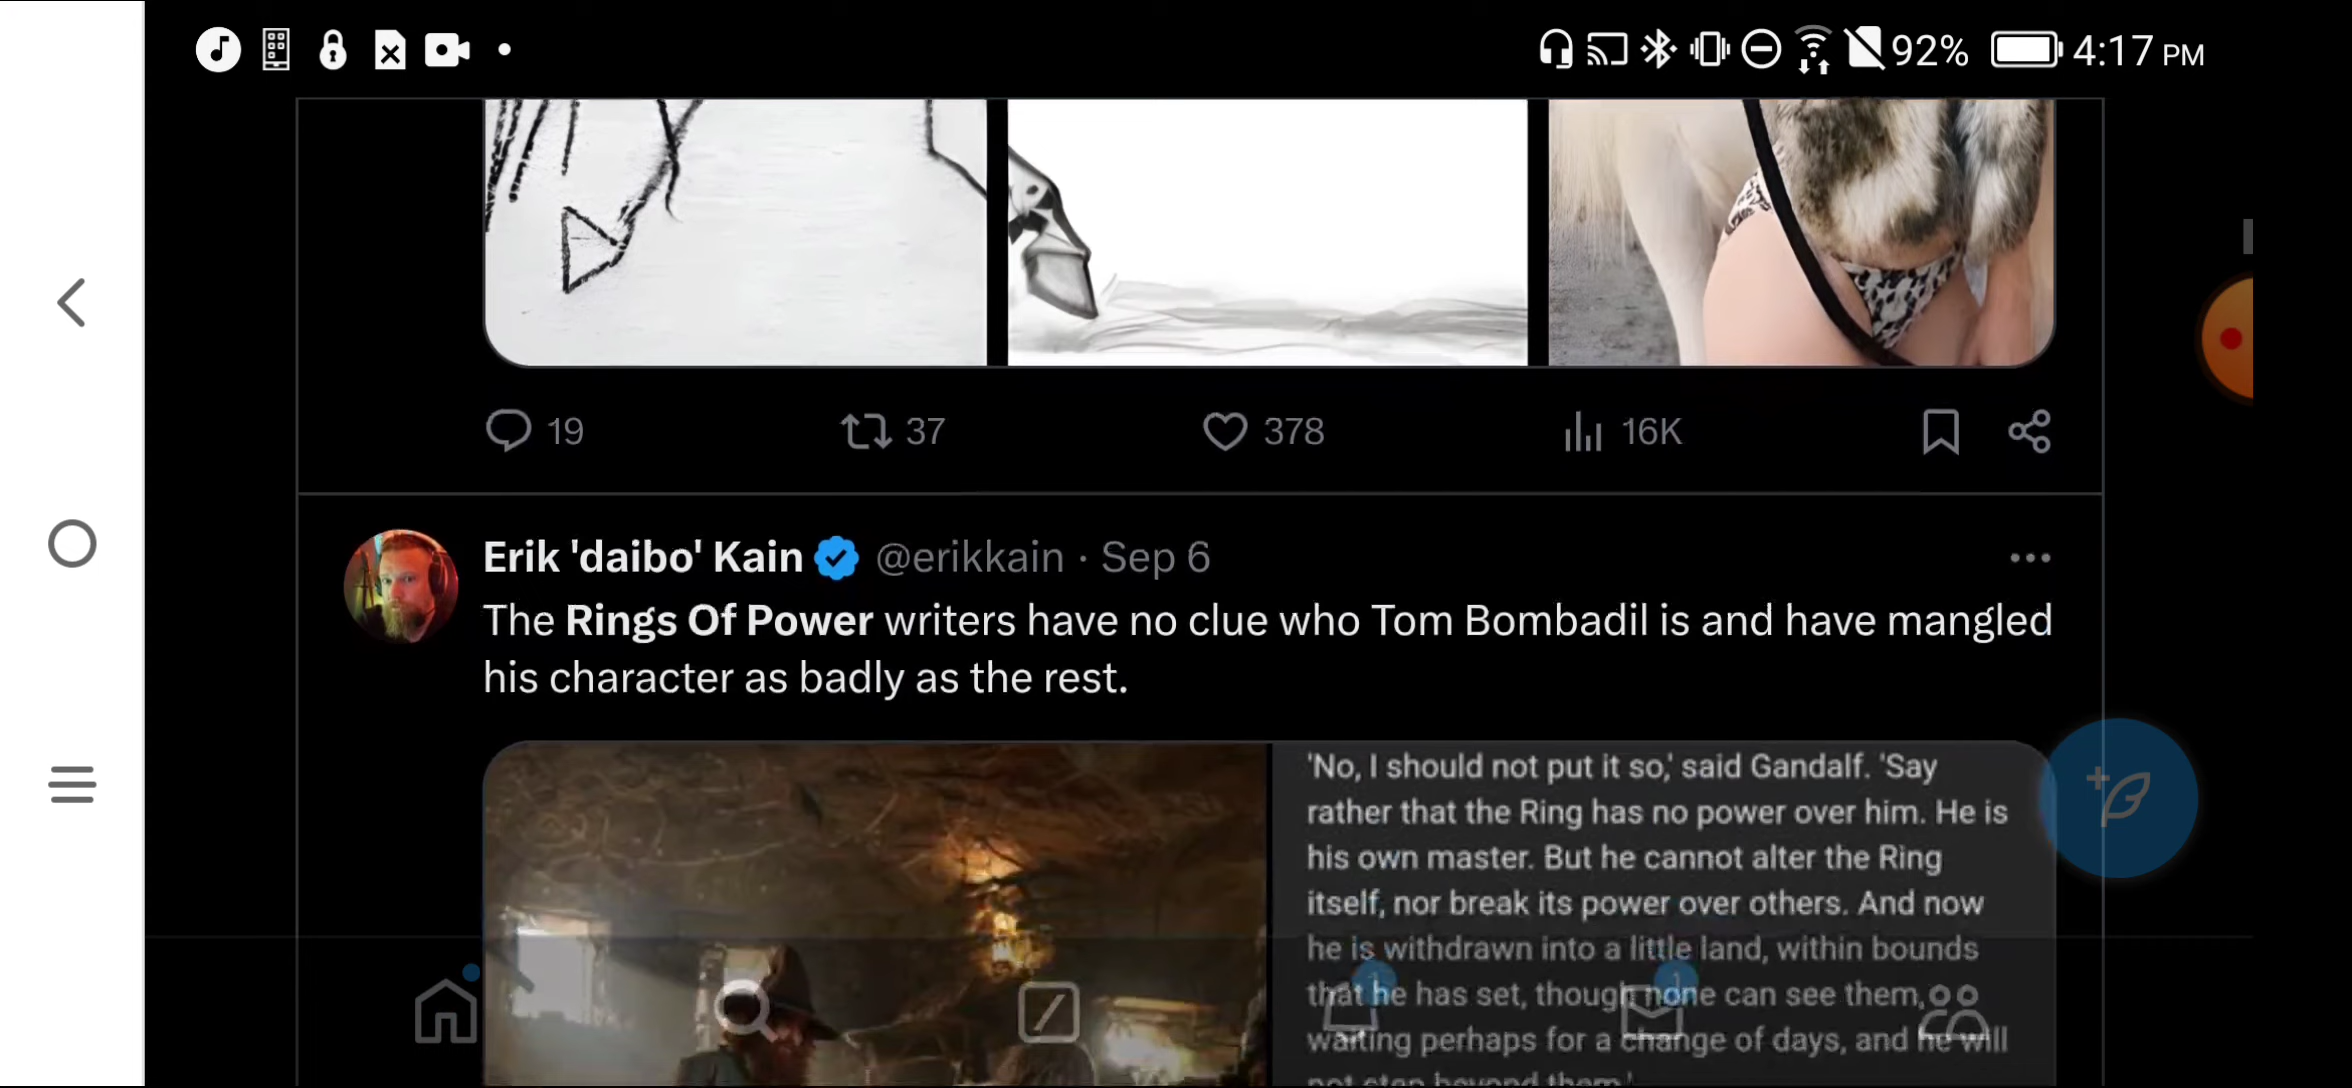 92% 4:17 PM
19 37 378 16K
Erik 'daibo' Kain @erikkain · Sep 6
The Rings Of Power writers have no clue who Tom Bombadil is and have mangled
his character as badly as the rest.
'No, I should not put it so,' said Gandalf. 'Say
rather that the Ring has no power over him. He is
his own master. But he cannot alter the Ring
itself, nor break its power over others. And now
he is withdrawn into a little land, within bounds
that he has set, though none can see them,
waiting perhaps for a change of days, and he will
not step beyond them.'